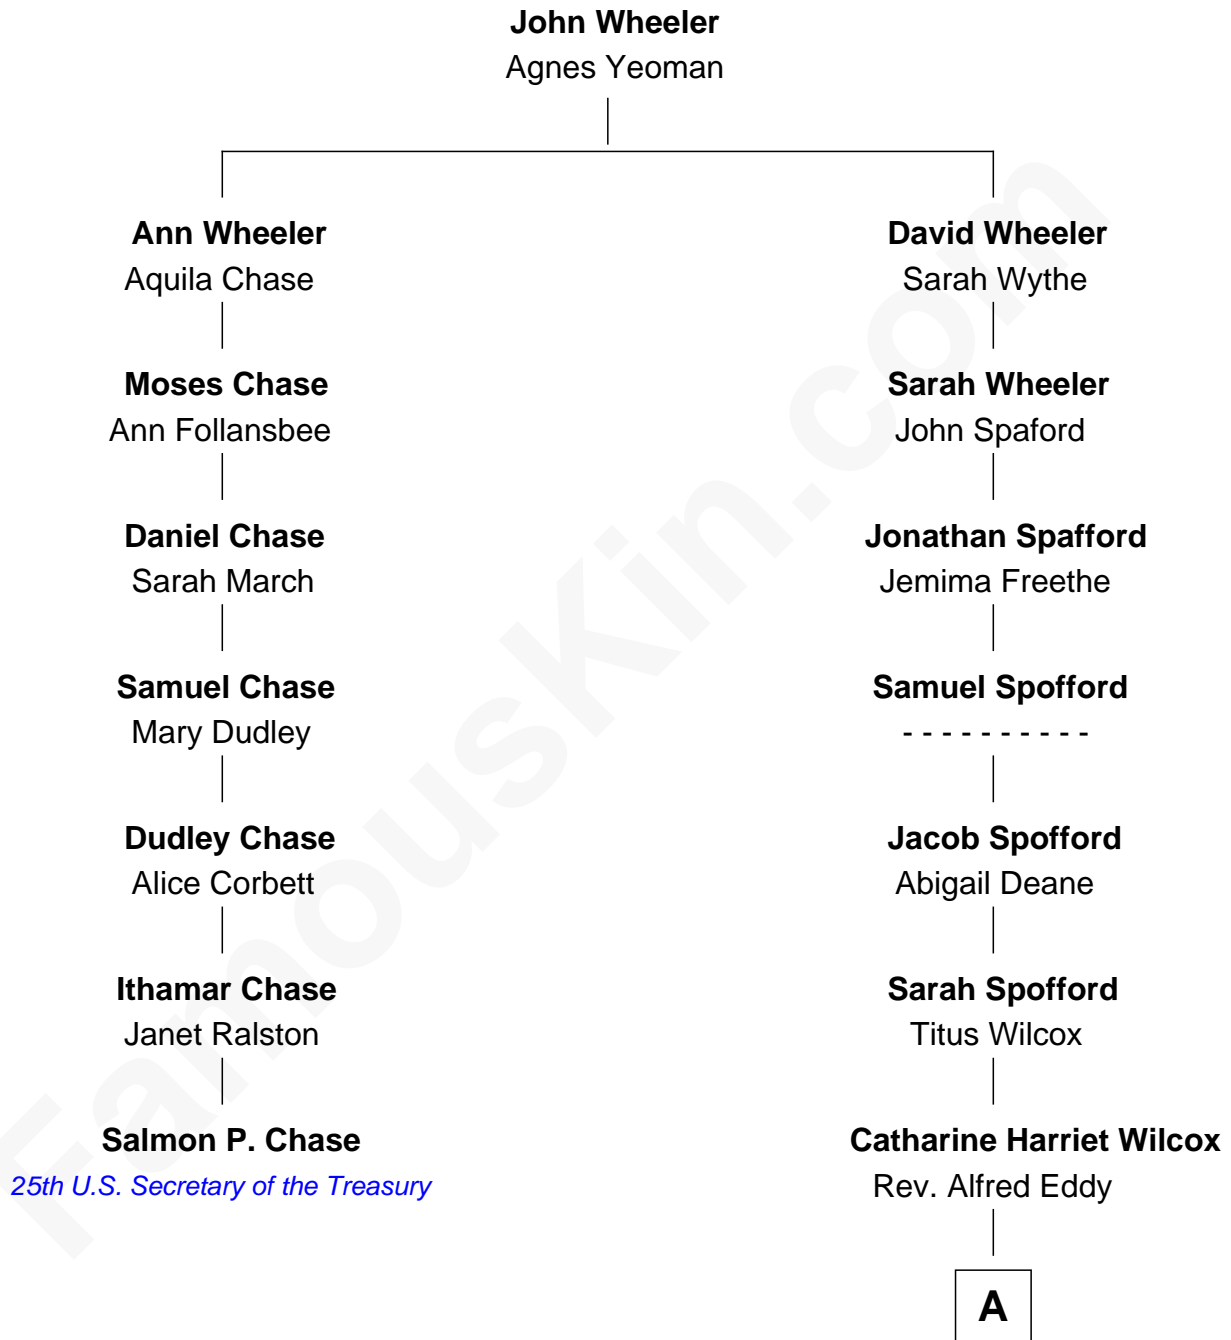 John Wheeler
Agnes Yeoman
Ann Wheeler
Aquila Chase
David Wheeler
Sarah Wythe
Moses Chase
Ann Follansbee
Sarah Wheeler
John Spaford
Daniel Chase
Sarah March
Jonathan Spafford
Jemima Freethe
Samuel Chase
Mary Dudley
Samuel Spofford
- - - - - - - - - -
Dudley Chase
Alice Corbett
Jacob Spofford
Abigail Deane
Ithamar Chase
Janet Ralston
Sarah Spofford
Titus Wilcox
Salmon P. Chase
25th U.S. Secretary of the Treasury
Catharine Harriet Wilcox
Rev. Alfred Eddy
A
FamousKin.com